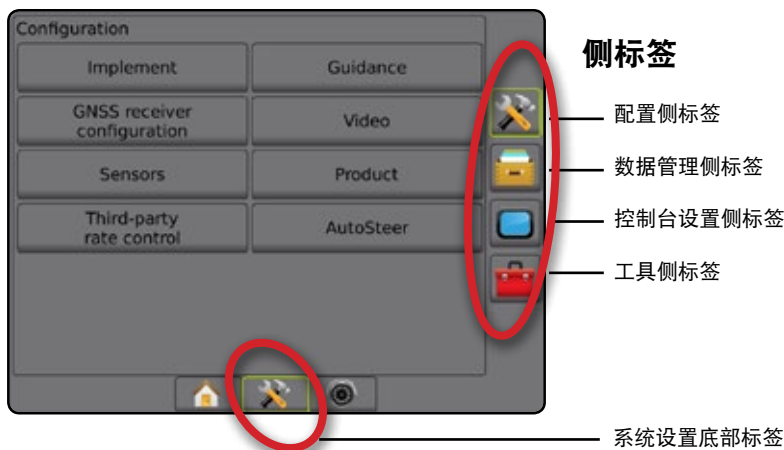 Configuration
Implement
Guidance
GNSS receiver
configuration
Video
Sensors
Product
Third-party
rate control
AutoSteer
侧标签
配置侧标签
数据管理侧标签
控制台设置侧标签
工具侧标签
系统设置底部标签